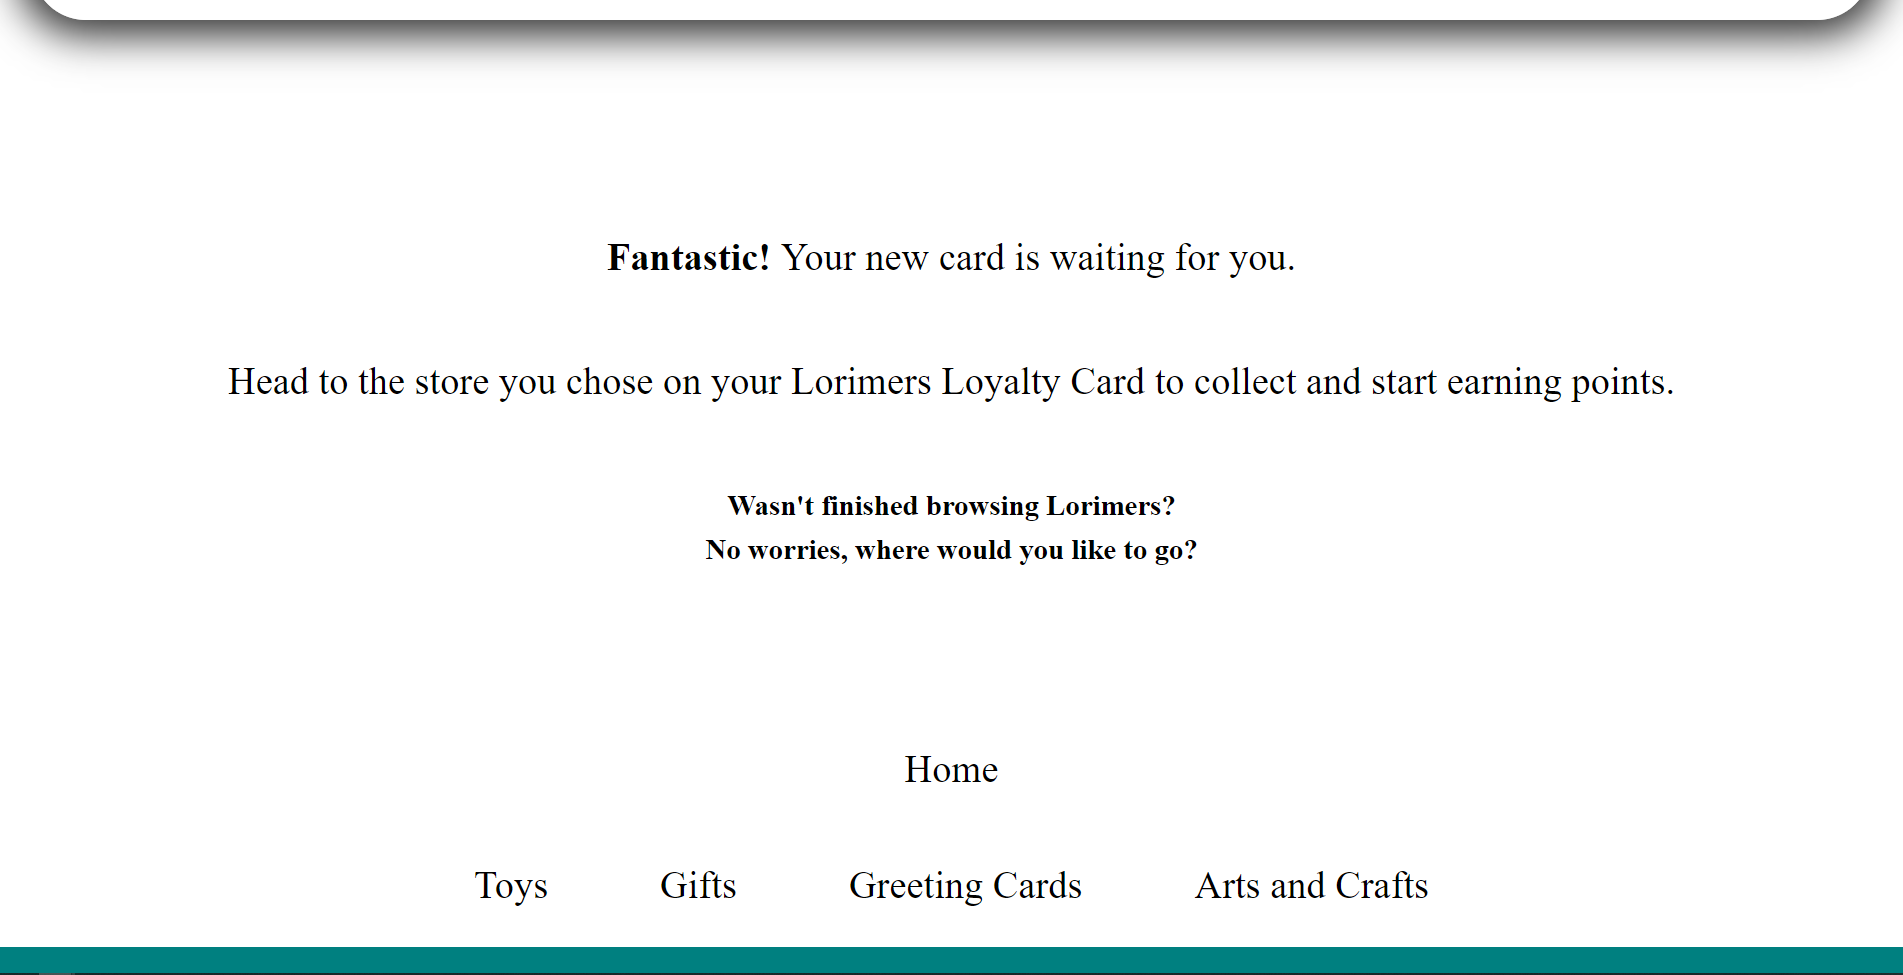 Fantastic! Your new card is waiting for you.
Head to the store you chose on your Lorimers Loyalty Card to collect and start earning points.
Wasn't finished browsing Lorimers?
No worries, where would you like to go?
Home
Toys Gifts Greeting Cards Arts and Crafts